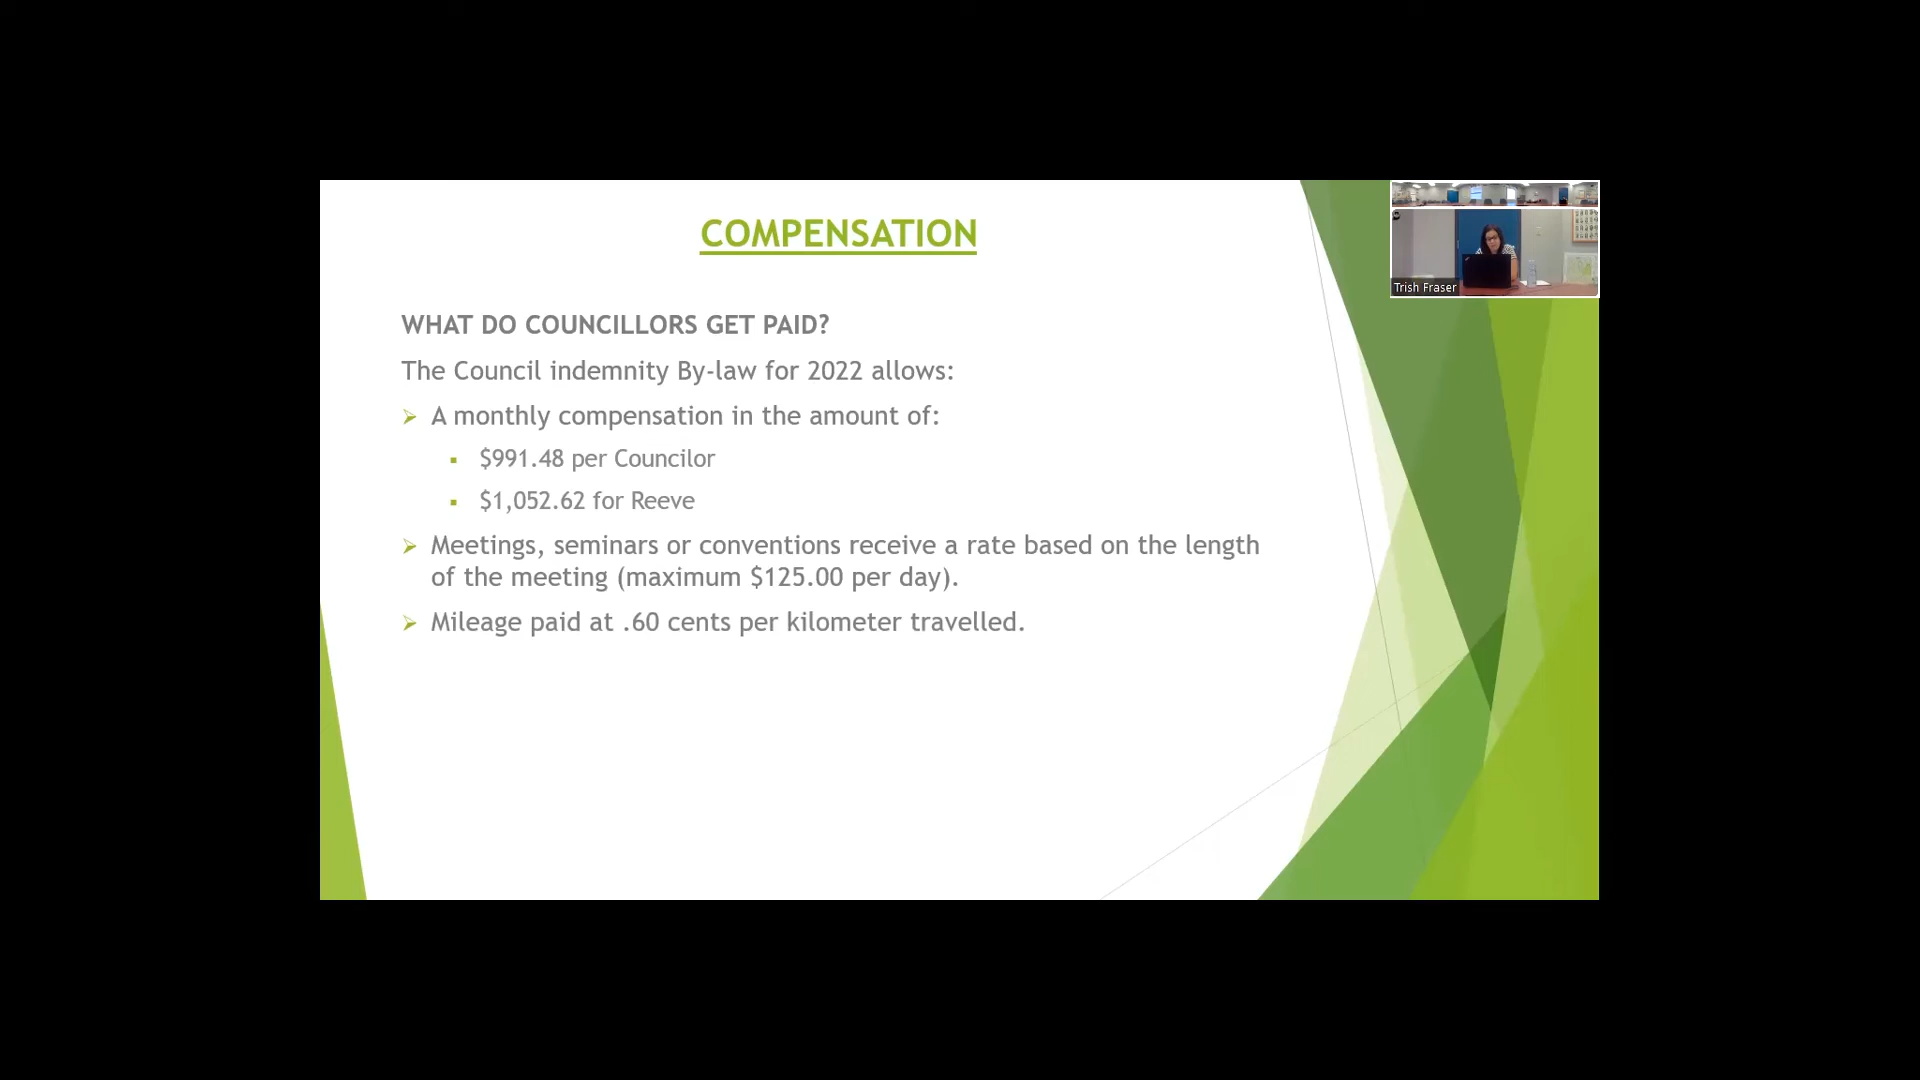 COMPENSATION
Trish Fraser
WHAT DO COUNCILLORS GET PAID?
The Council indemnity By-law for 2022 allows:
A monthly compensation in the amount of:
$991.48 per Councilor
$1,052.62 for Reeve
Meetings, seminars or conventions receive a rate based on the length
of the meeting (maximum $125.00 per day).
Mileage paid at .60 cents per kilometer travelled.